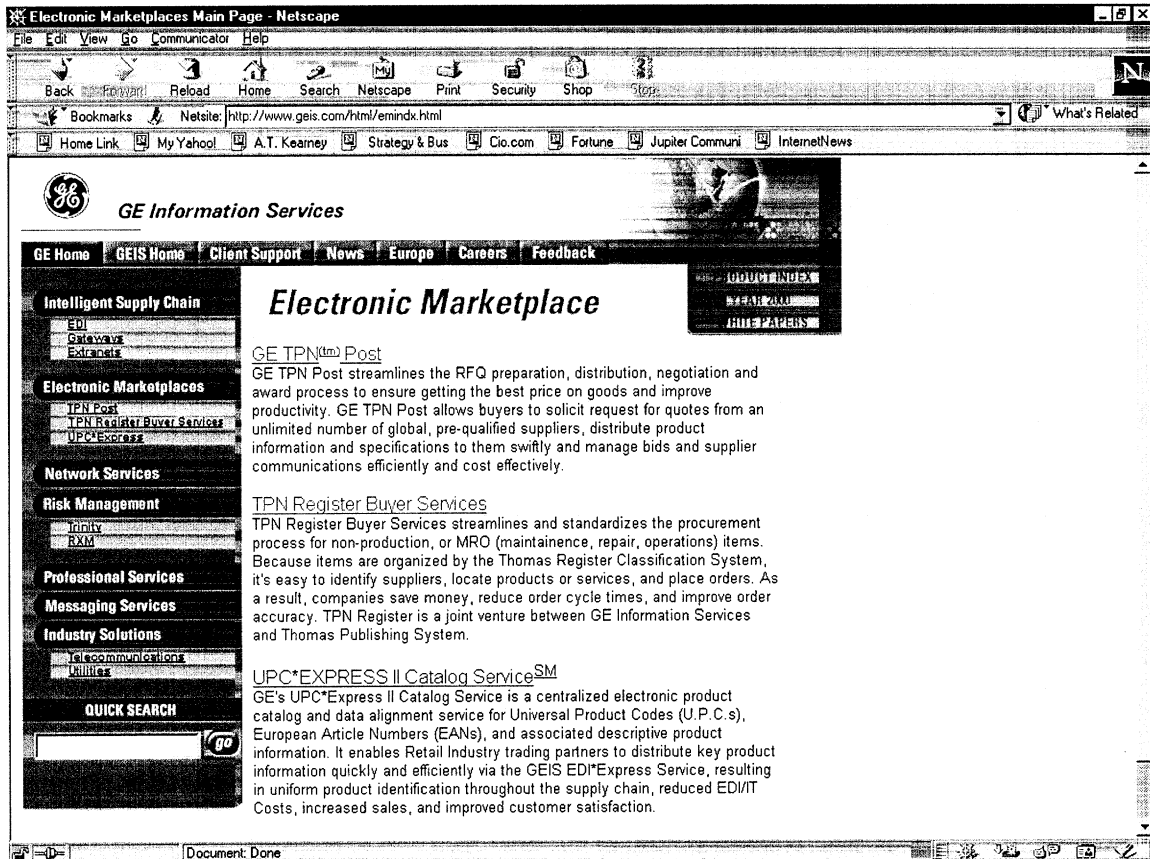 Electronic Marketplaces Main Page - Netscape
File Edit View Go Communicator Help
Back Forward Reload Home Search Netscape Print Security Shop Stop
Bookmarks Netsite: http://www.geis.com/html/emindx.html What's Related
Home Link My Yahoo! A.T. Kearney Strategy & Bus Cio.com Fortune Jupiter Communi InternetNews
GE Information Services
GE Home GEIS Home Client Support News Europe Careers Feedback
PRODUCT INDEX
YEAR 2000
WHITE PAPERS
Intelligent Supply Chain
EDI
Gateways
Extranets
Electronic Marketplaces
TPN Post
TPN Register Buyer Services
UPC*Express
Network Services
Risk Management
Trinity
RXM
Professional Services
Messaging Services
Industry Solutions
Telecommunications
Utilities
QUICK SEARCH
go
Electronic Marketplace
GE TPN(tm) Post
GE TPN Post streamlines the RFQ preparation, distribution, negotiation and
award process to ensure getting the best price on goods and improve
productivity. GE TPN Post allows buyers to solicit request for quotes from an
unlimited number of global, pre-qualified suppliers, distribute product
information and specifications to them swiftly and manage bids and supplier
communications efficiently and cost effectively.
TPN Register Buyer Services
TPN Register Buyer Services streamlines and standardizes the procurement
process for non-production, or MRO (maintainence, repair, operations) items.
Because items are organized by the Thomas Register Classification System,
it's easy to identify suppliers, locate products or services, and place orders. As
a result, companies save money, reduce order cycle times, and improve order
accuracy. TPN Register is a joint venture between GE Information Services
and Thomas Publishing System.
UPC*EXPRESS II Catalog Service SM
GE's UPC*Express II Catalog Service is a centralized electronic product
catalog and data alignment service for Universal Product Codes (U.P.C.s),
European Article Numbers (EANs), and associated descriptive product
information. It enables Retail Industry trading partners to distribute key product
information quickly and efficiently via the GEIS EDI*Express Service, resulting
in uniform product identification throughout the supply chain, reduced EDI/IT
Costs, increased sales, and improved customer satisfaction.
Document: Done